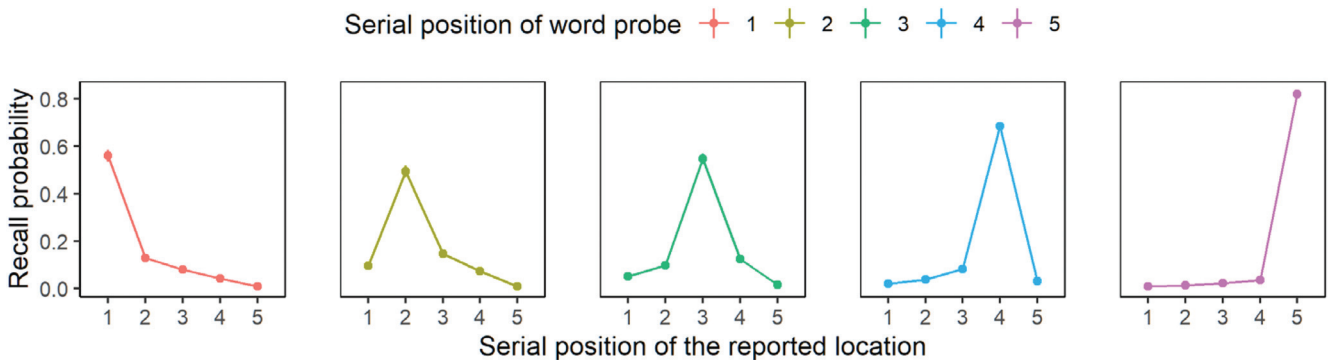 Serial position of word probe 1 2 3 4 5
Recall probability
0.8
0.6
0.4
0.2
0.0
1 2 3 4 5 1 2 3 4 5 1 2 3 4 5 1 2 3 4 5 1 2 3 4 5
Serial position of the reported location